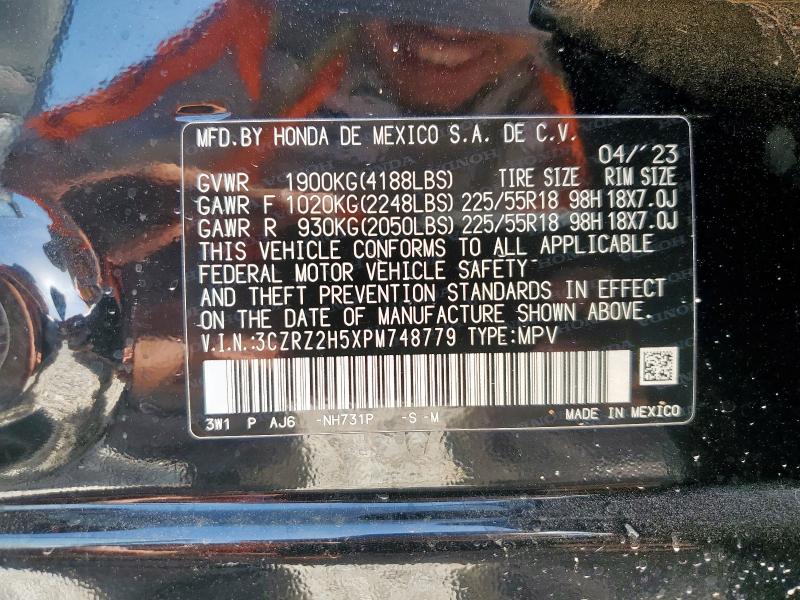 MFD.BY HONDA DE MEXICO S.A. DE C.V.
04/'23
GVWR 1900KG(4188LBS) TIRE SIZE RIM SIZE
GAWR F 1020KG(2248LBS) 225/55R18 98H 18X7.0J
GAWR R 930KG(2050LBS) 225/55R18 98H 18X7.0J
THIS VEHICLE CONFORMS TO ALL APPLICABLE
FEDERAL MOTOR VEHICLE SAFETY
AND THEFT PREVENTION STANDARDS IN EFFECT
ON THE DATE OF MANUFACTURE SHOWN ABOVE.
V.I.N.:3CZRZ2H5XPM748779 TYPE:MPV
3W1 P AJ6 -NH731P -S -M MADE IN MEXICO